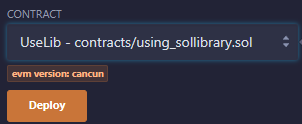 CONTRACT
UseLib - contracts/using_sollibrary.sol
evm version: cancun
Deploy